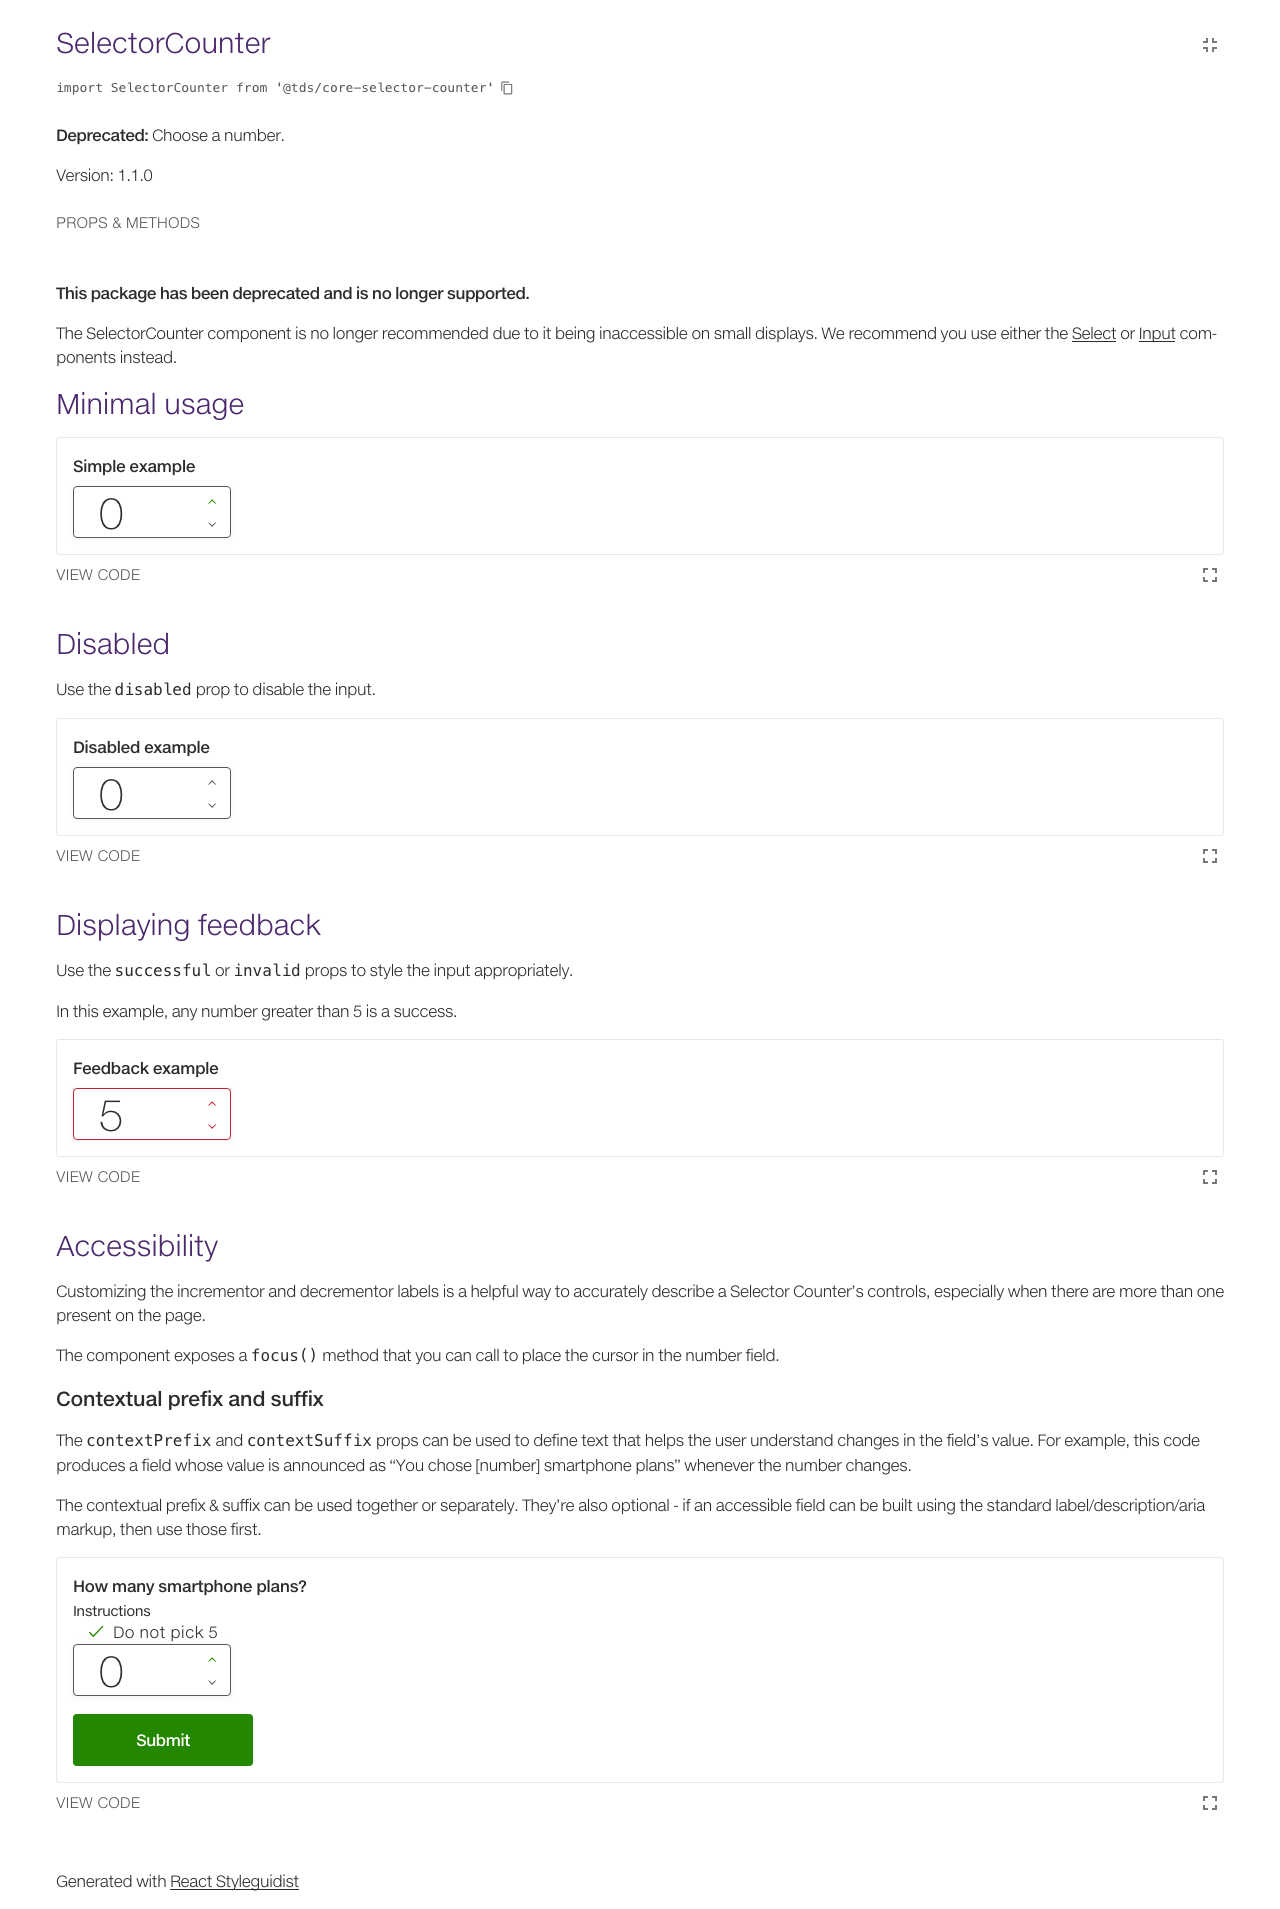 SelectorCounter
import SelectorCounter from '@tds/core-selector-counter'
Deprecated: Choose a number.
Version: 1.1.0
PROPS & METHODS
This package has been deprecated and is no longer supported.
The SelectorCounter component is no longer recommended due to it being inaccessible on small displays. We recommend you use either the Select or Input com-
ponents instead.
Minimal usage
Simple example
0
VIEW CODE
Disabled
Use the disabled prop to disable the input.
Disabled example
0
VIEW CODE
Displaying feedback
Use the successful or invalid props to style the input appropriately.
In this example, any number greater than 5 is a success.
Feedback example
5
VIEW CODE
Accessibility
Customizing the incrementor and decrementor labels is a helpful way to accurately describe a Selector Counter’s controls, especially when there are more than one
present on the page.
The component exposes a focus() method that you can call to place the cursor in the number field.
Contextual prefix and suffix
The contextPrefix and contextSuffix props can be used to define text that helps the user understand changes in the field’s value. For example, this code
produces a field whose value is announced as “You chose [number] smartphone plans” whenever the number changes.
The contextual prefix & suffix can be used together or separately. They’re also optional - if an accessible field can be built using the standard label/description/aria
markup, then use those first.
How many smartphone plans?
Instructions
Do not pick 5
0
Submit
VIEW CODE
Generated with React Styleguidist